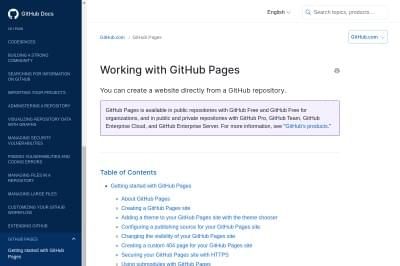 GitHub Docs
English
Search topics, products...
GitHub.com / GitHub Pages
GitHub.com
CODESPACES
BUILDING A STRONG
COMMUNITY
SEARCHING FOR INFORMATION
ON GITHUB
IMPORTING YOUR PROJECTS
ADMINISTERING A REPOSITORY
VISUALIZING REPOSITORY DATA
WITH GRAPHS
MANAGING SECURITY
VULNERABILITIES
FINDING VULNERABILITIES AND
CODING ERRORS
MANAGING FILES IN A
REPOSITORY
MANAGING LARGE FILES
CUSTOMIZING YOUR GITHUB
WORKFLOW
EXTENDING GITHUB
GITHUB PAGES
Getting started with GitHub
Pages
Working with GitHub Pages
You can create a website directly from a GitHub repository.
GitHub Pages is available in public repositories with GitHub Free and GitHub Free for
organizations, and in public and private repositories with GitHub Pro, GitHub Team, GitHub
Enterprise Cloud, and GitHub Enterprise Server. For more information, see "GitHub's products."
Table of Contents
Getting started with GitHub Pages
About GitHub Pages
Creating a GitHub Pages site
Adding a theme to your GitHub Pages site with the theme chooser
Configuring a publishing source for your GitHub Pages site
Changing the visibility of your GitHub Pages site
Creating a custom 404 page for your GitHub Pages site
Securing your GitHub Pages site with HTTPS
Using submodules with GitHub Pages